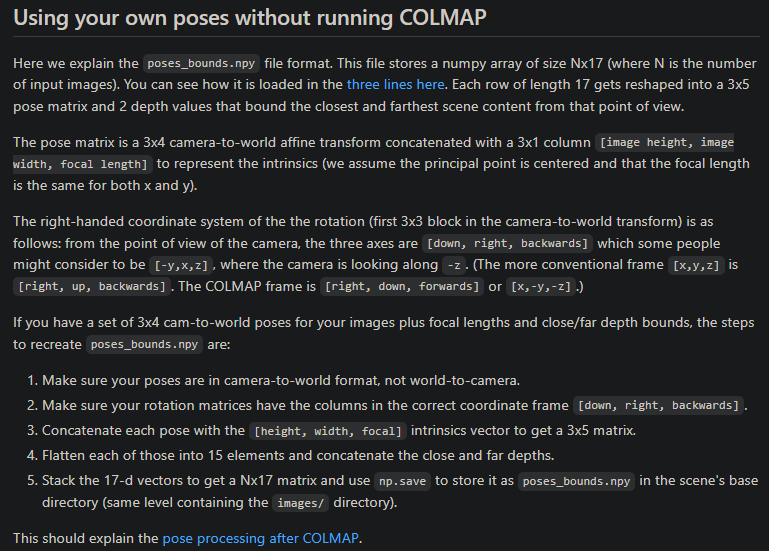 Using your own poses without running COLMAP
Here we explain the poses_bounds.npy file format. This file stores a numpy array of size Nx17 (where N is the number
of input images). You can see how it is loaded in the three lines here. Each row of length 17 gets reshaped into a 3x5
pose matrix and 2 depth values that bound the closest and farthest scene content from that point of view.
The pose matrix is a 3x4 camera-to-world affine transform concatenated with a 3x1 column [image height, image
width, focal length] to represent the intrinsics (we assume the principal point is centered and that the focal length
is the same for both x and y).
The right-handed coordinate system of the the rotation (first 3x3 block in the camera-to-world transform) is as
follows: from the point of view of the camera, the three axes are [down, right, backwards] which some people
might consider to be [-y,x,z], where the camera is looking along -z. (The more conventional frame [x,y,z] is
[right, up, backwards]. The COLMAP frame is [right, down, forwards] or [x,-y,-z].)
If you have a set of 3x4 cam-to-world poses for your images plus focal lengths and close/far depth bounds, the steps
to recreate poses_bounds.npy are:
1. Make sure your poses are in camera-to-world format, not world-to-camera.
2. Make sure your rotation matrices have the columns in the correct coordinate frame [down, right, backwards].
3. Concatenate each pose with the [height, width, focal] intrinsics vector to get a 3x5 matrix.
4. Flatten each of those into 15 elements and concatenate the close and far depths.
5. Stack the 17-d vectors to get a Nx17 matrix and use np.save to store it as poses_bounds.npy in the scene's base
directory (same level containing the images/ directory).
This should explain the pose processing after COLMAP.